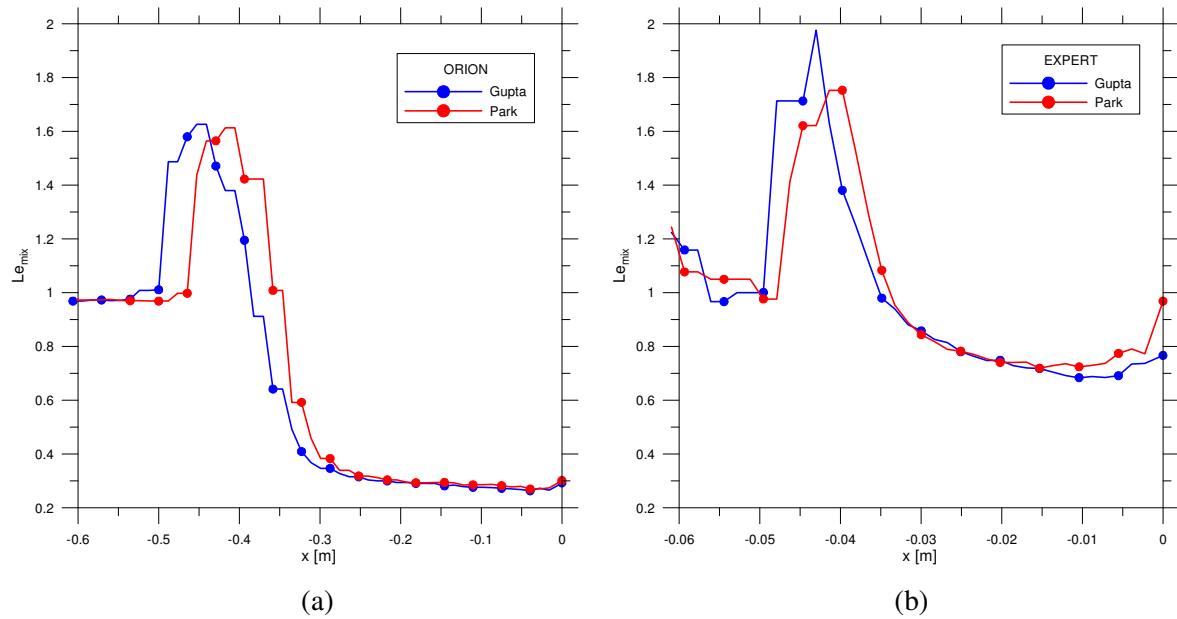 2
1.8
1.6
1.4
1.2
1
0.8
0.6
0.4
0.2
Le_mix
ORION
Gupta
Park
-0.6 -0.5 -0.4 -0.3 -0.2 -0.1 0
x [m]
(a)
2
1.8
1.6
1.4
1.2
1
0.8
0.6
0.4
0.2
Le_mix
EXPERT
Gupta
Park
-0.06 -0.05 -0.04 -0.03 -0.02 -0.01 0
x [m]
(b)